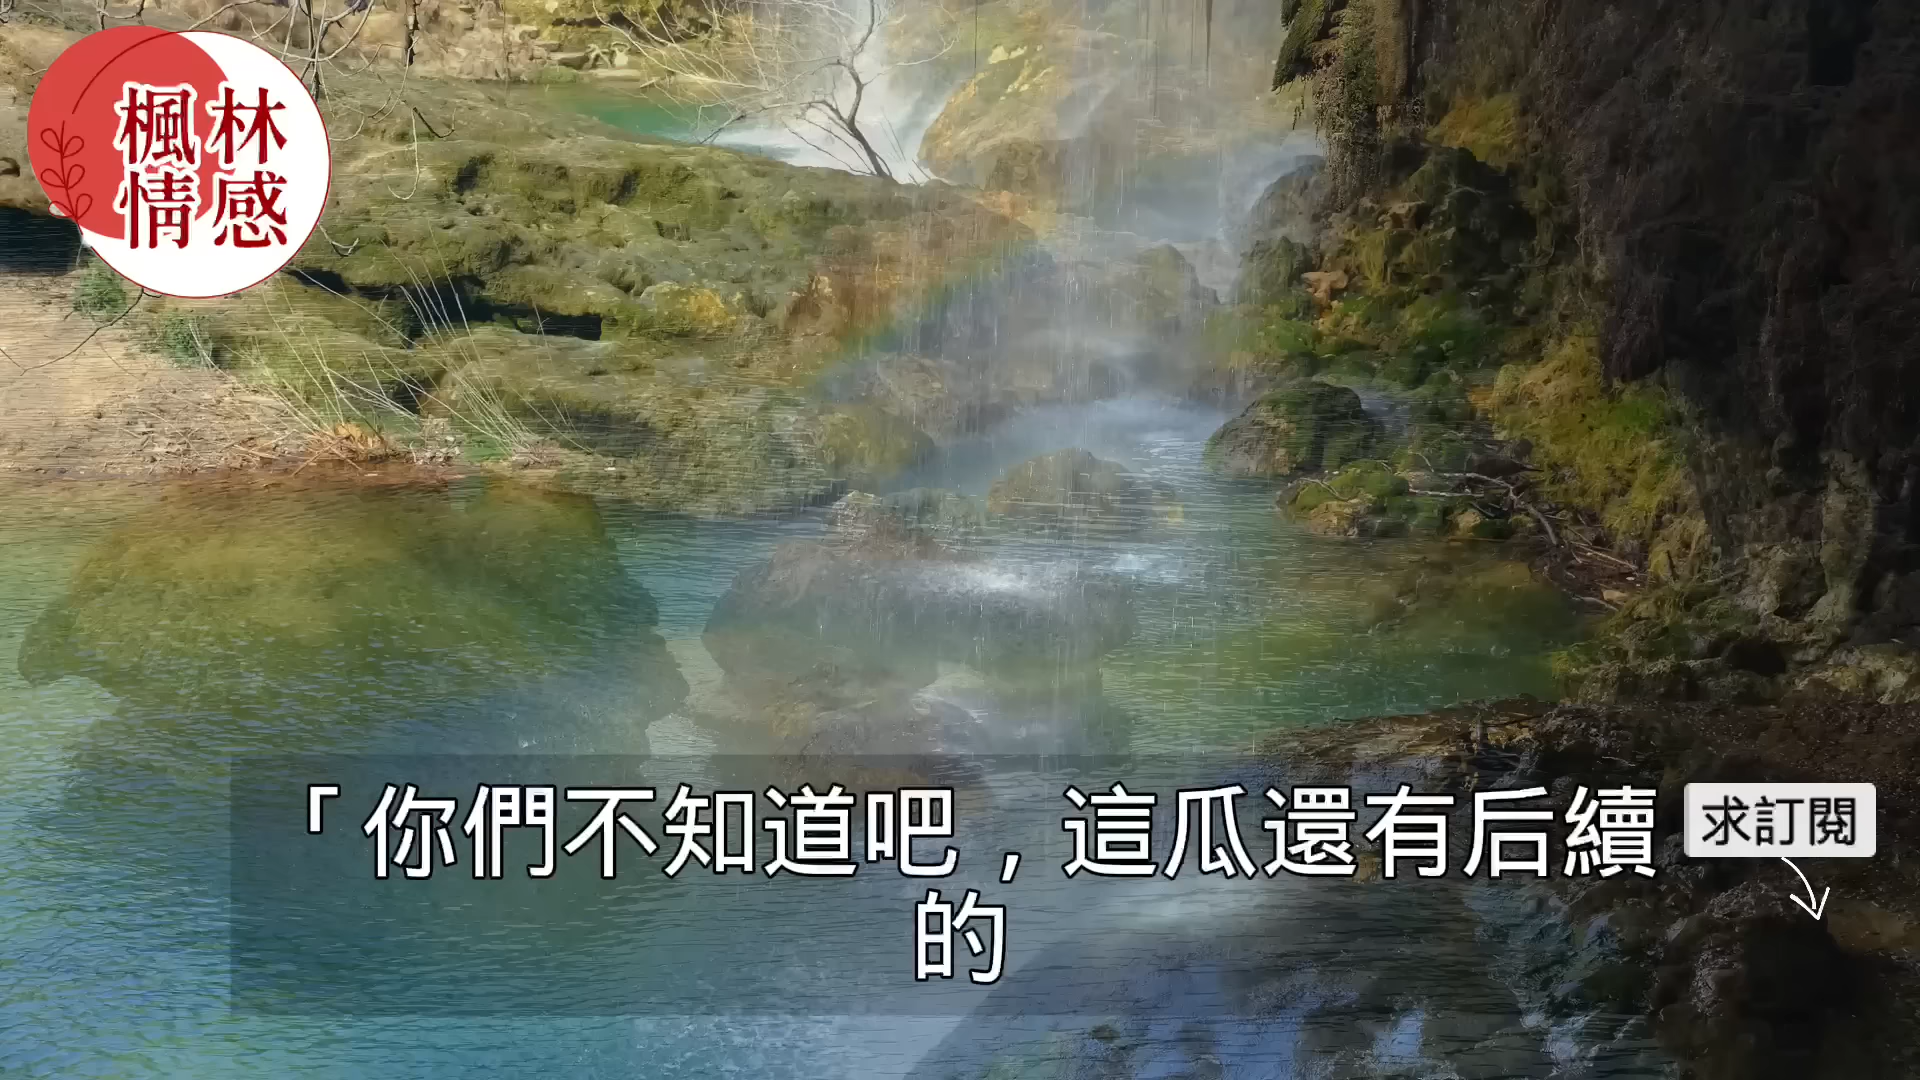 楓林
情感
「你們不知道吧，這瓜還有后續
的
求訂閱